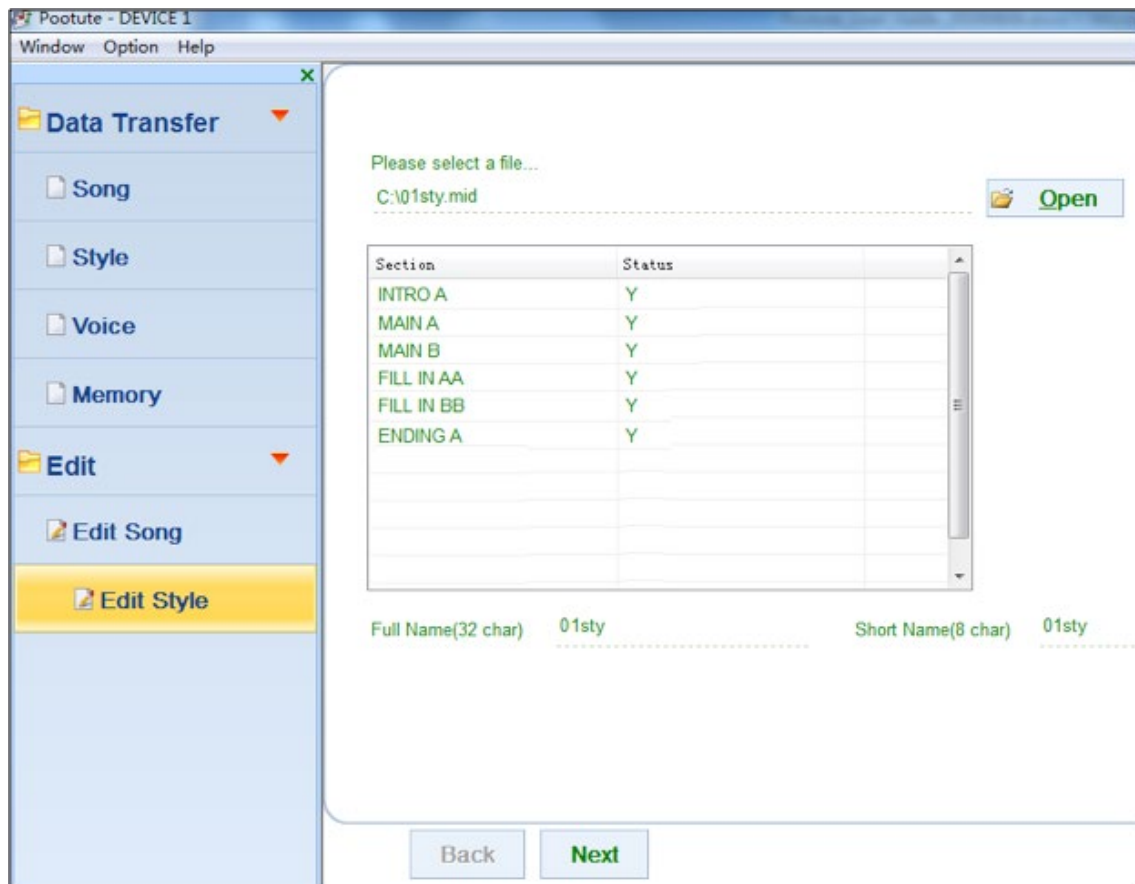 Pootute - DEVICE 1
Window Option Help
Data Transfer
Song
Style
Voice
Memory
Edit
Edit Song
Edit Style
Please select a file...
C:\01sty.mid
Open
Section Status
INTRO A Y
MAIN A Y
MAIN B Y
FILL IN AA Y
FILL IN BB Y
ENDING A Y
Full Name(32 char) 01sty Short Name(8 char) 01sty
Back Next